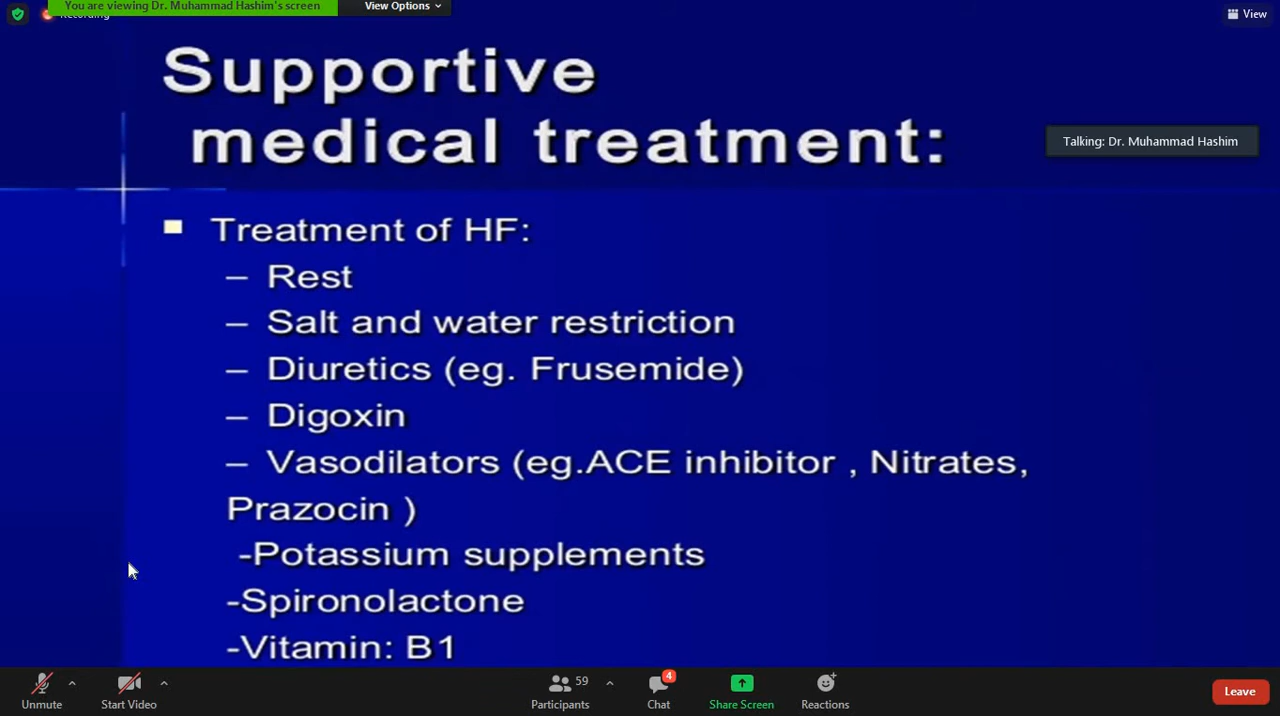 You are viewing Dr. Muhammad Hashim's screen
View Options
Recording
View
Supportive
medical treatment:
Talking: Dr. Muhammad Hashim
Treatment of HF:
– Rest
– Salt and water restriction
– Diuretics (eg. Frusemide)
– Digoxin
– Vasodilators (eg.ACE inhibitor , Nitrates,
Prazocin )
-Potassium supplements
-Spironolactone
-Vitamin: B1
59
4
Unmute
Start Video
Participants
Chat
Share Screen
Reactions
Leave